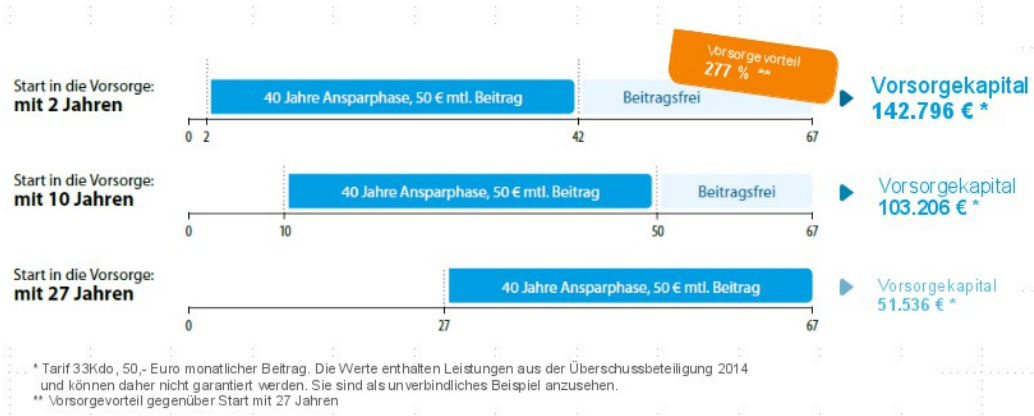 Vorsorgevorteil
277 % **
Start in die Vorsorge:
mit 2 Jahren
40 Jahre Ansparphase, 50 € mtl. Beitrag
Beitragsfrei
Vorsorgekapital
142.796 € *
0 2 42 67
Start in die Vorsorge:
mit 10 Jahren
40 Jahre Ansparphase, 50 € mtl. Beitrag
Beitragsfrei
Vorsorgekapital
103.206 € *
0 10 50 67
Start in die Vorsorge:
mit 27 Jahren
40 Jahre Ansparphase, 50 € mtl. Beitrag
Vorsorgekapital
51.536 € *
0 27 67
* Tarif 33Kdo, 50,- Euro monatlicher Beitrag. Die Werte enthalten Leistungen aus der Überschussbeteiligung 2014
und können daher nicht garantiert werden. Sie sind als unverbindliches Beispiel anzusehen.
** Vorsorgevorteil gegenüber Start mit 27 Jahren